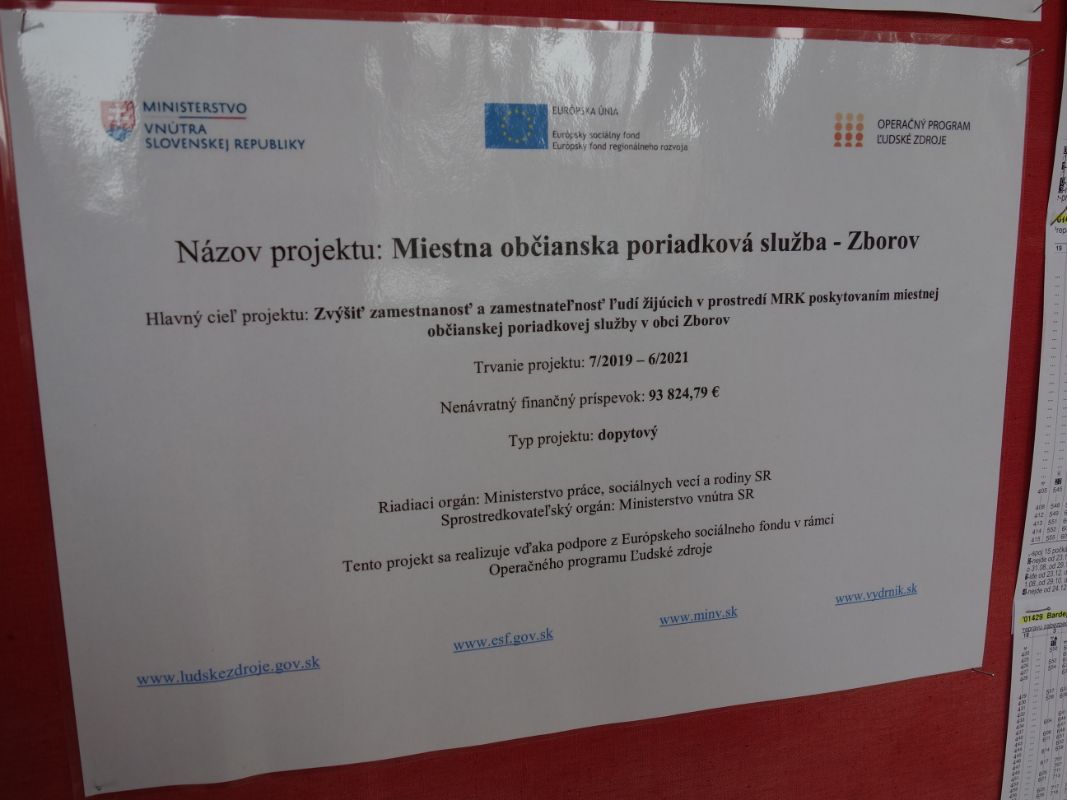 MINISTERSTVO
VNÚTRA
SLOVENSKEJ REPUBLIKY
EURÓPSKA ÚNIA
Európsky sociálny fond
Európsky fond regionálneho rozvoja
OPERAČNÝ PROGRAM
ĽUDSKÉ ZDROJE
Názov projektu: Miestna občianska poriadková služba - Zborov
Hlavný cieľ projektu: Zvýšiť zamestnanosť a zamestnateľnosť ľudí žijúcich v prostredí MRK poskytovaním miestnej
občianskej poriadkovej služby v obci Zborov
Trvanie projektu: 7/2019 – 6/2021
Nenávratný finančný príspevok: 93 824,79 €
Typ projektu: dopytový
Riadiaci orgán: Ministerstvo práce, sociálnych vecí a rodiny SR
Sprostredkovateľský orgán: Ministerstvo vnútra SR
Tento projekt sa realizuje vďaka podpore z Európskeho sociálneho fondu v rámci
Operačného programu Ľudské zdroje
www.ludskezdroje.gov.sk www.esf.gov.sk www.minv.sk www.vydrnik.sk